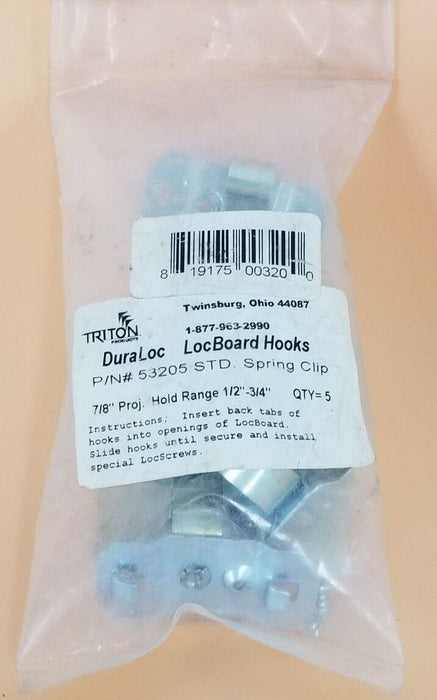 8 19175 00320 0
Twinsburg, Ohio 44087
1-877-963-2990
TRITON
PRODUCTS
DuraLoc LocBoard Hooks
P/N# 53205 STD. Spring Clip
7/8" Proj. Hold Range 1/2"-3/4" QTY= 5
Instructions: Insert back tabs of
hooks into openings of LocBoard.
Slide hooks until secure and install
special LocScrews.